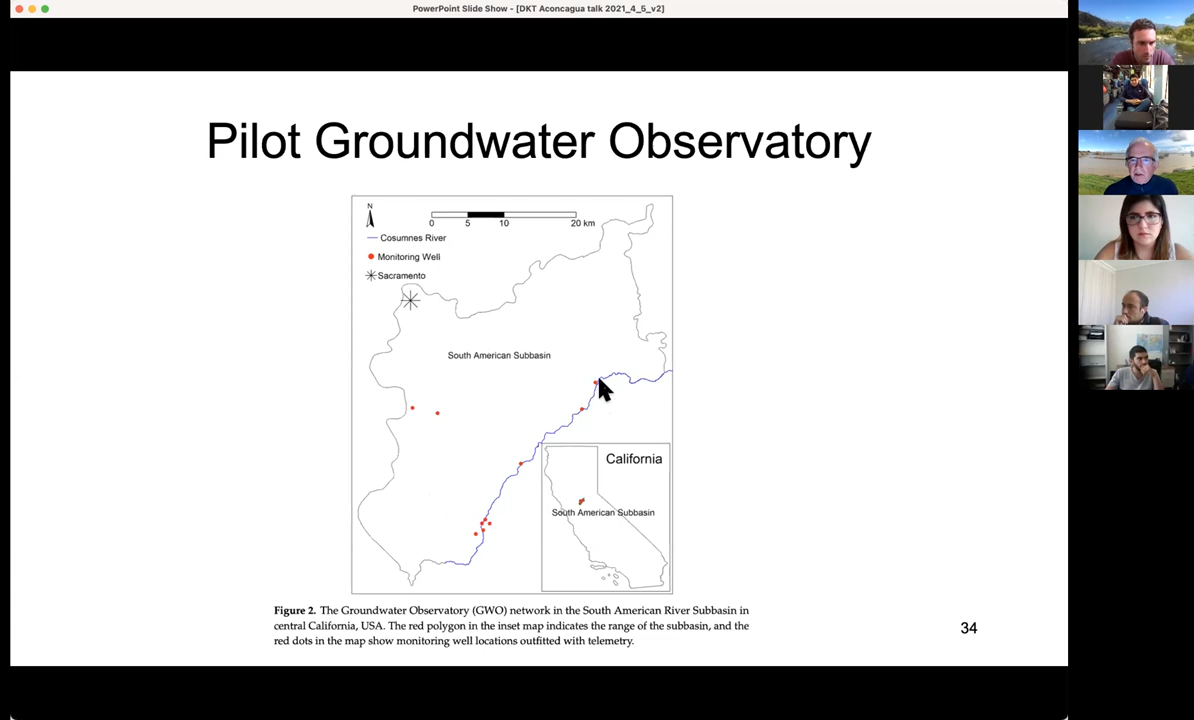 PowerPoint Slide Show - [DKT Aconcagua talk 2021_4_5_v2]
Pilot Groundwater Observatory
N
0 5 10 20 km
Cosumnes River
Monitoring Well
Sacramento
South American Subbasin
California
South American Subbasin
Figure 2. The Groundwater Observatory (GWO) network in the South American River Subbasin in
central California, USA. The red polygon in the inset map indicates the range of the subbasin, and the
red dots in the map show monitoring well locations outfitted with telemetry.
34